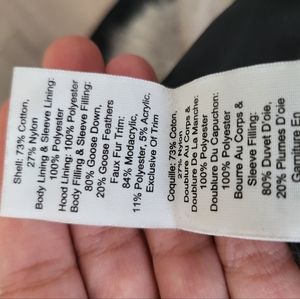 Shell: 73% Cotton,
27% Nylon
Body Lining & Sleeve Lining:
100% Polyester
Hood Lining: 100% Polyester
Body Filling & Sleeve Filling:
80% Goose Down,
20% Goose Feathers
Faux Fur Trim:
84% Modacrylic,
11% Polyester, 5% Acrylic,
Exclusive Of Trim
Coquille: 73% Cotton,
27% Nylon
Doublure Au Corps &
Doublure De La Manche:
100% Polyester
Doublure Du Capuchon:
100% Polyester
Bourre Au Corps &
Sleeve Filling:
80% Duvet D'oie,
20% Plumes D'oie
Garniture En